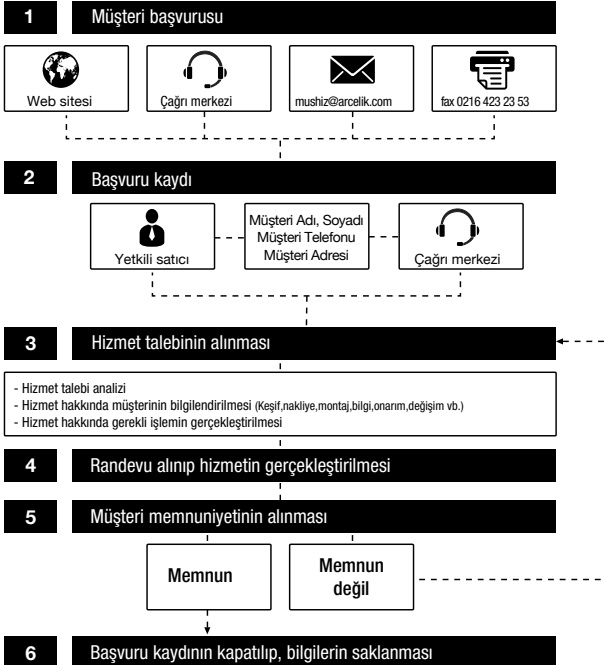 1 Müşteri başvurusu
Web sitesi
Çağrı merkezi
mushiz@arcelik.com
fax 0216 423 23 53
2 Başvuru kaydı
Yetkili satıcı
Müşteri Adı, Soyadı
Müşteri Telefonu
Müşteri Adresi
Çağrı merkezi
3 Hizmet talebinin alınması
- Hizmet talebi analizi
- Hizmet hakkında müşterinin bilgilendirilmesi (Keşif,nakliye,montaj,bilgi,onarım,değişim vb.)
- Hizmet hakkında gerekli işlemin gerçekleştirilmesi
4 Randevu alınıp hizmetin gerçekleştirilmesi
5 Müşteri memnuniyetinin alınması
Memnun
Memnun
değil
6 Başvuru kaydının kapatılıp, bilgilerin saklanması